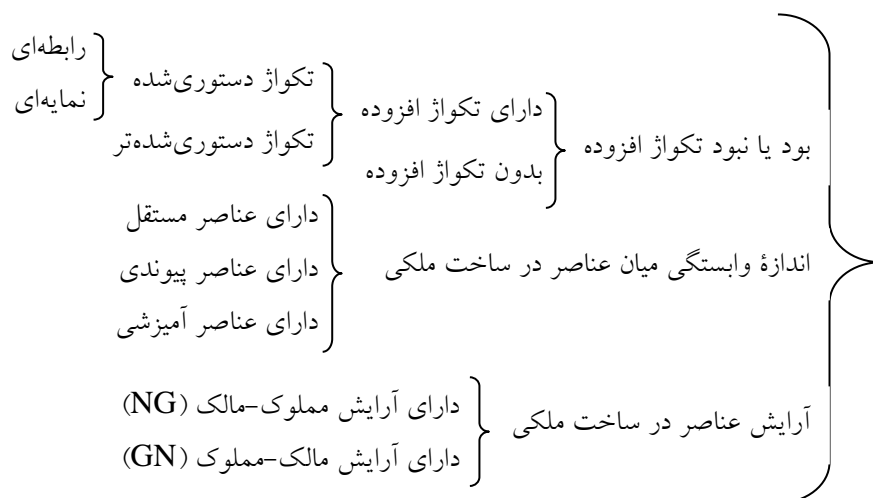 رابطه‌ای
تکواژ دستوری‌شده
نمایه‌ای
دارای تکواژ افزوده
تکواژ دستوری‌شده‌تر
بود یا نبود تکواژ افزوده
بدون تکواژ افزوده
دارای عناصر مستقل
اندازهٔ وابستگی میان عناصر در ساخت ملکی
دارای عناصر پیوندی
دارای عناصر آمیزشی
دارای آرایش مملوک-مالک (NG)
آرایش عناصر در ساخت ملکی
دارای آرایش مالک-مملوک (GN)